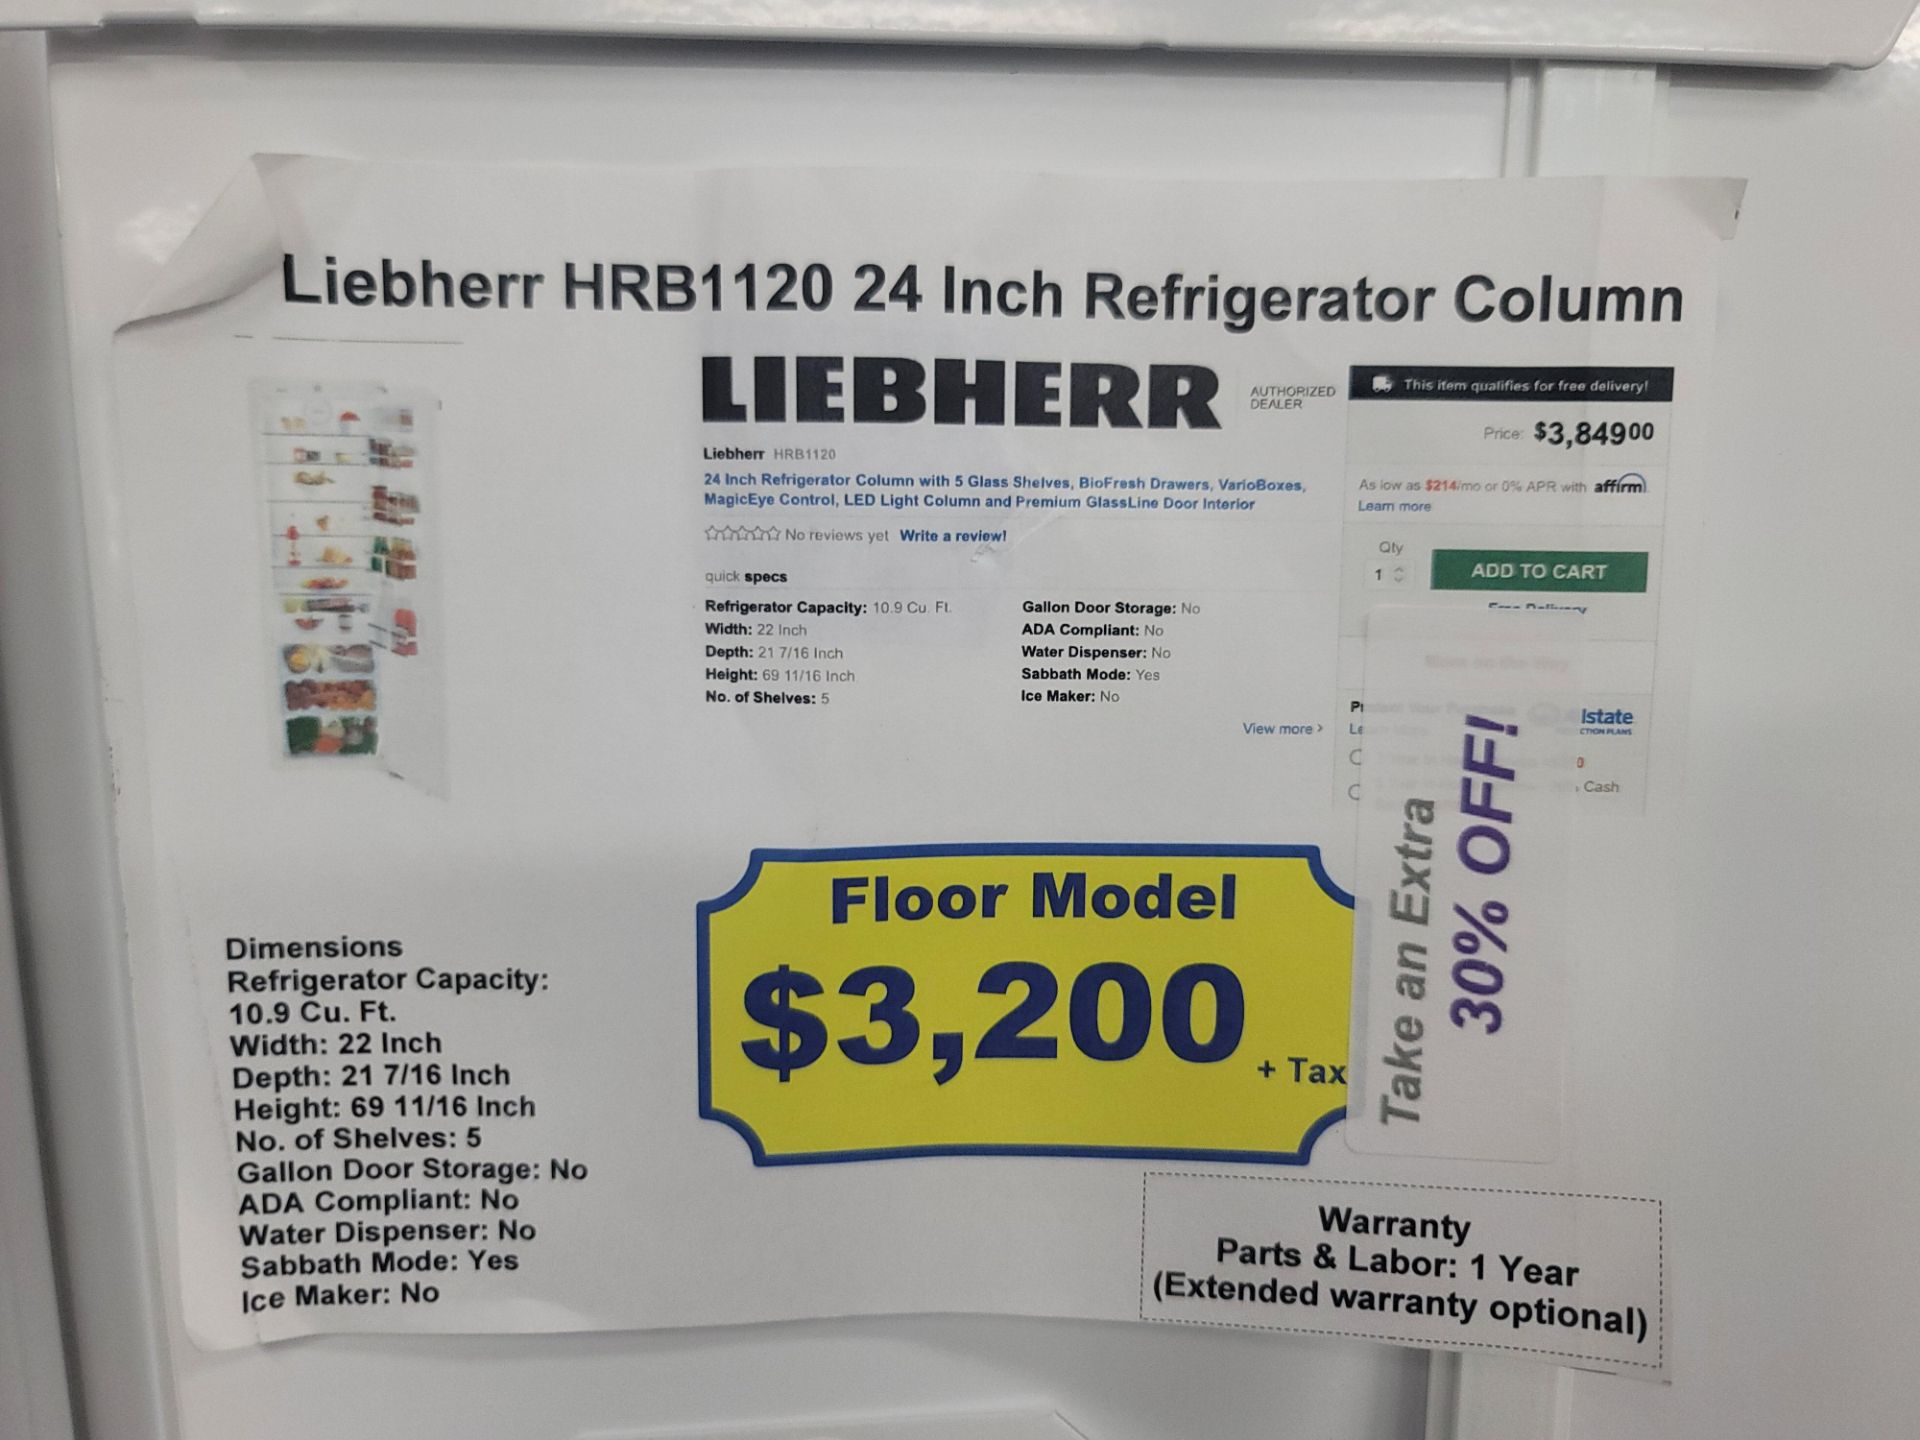 Liebherr HRB1120 24 Inch Refrigerator Column
LIEBHERR
AUTHORIZED
DEALER
Liebherr HRB1120
24 Inch Refrigerator Column with 5 Glass Shelves, BioFresh Drawers, VarioBoxes,
MagicEye Control, LED Light Column and Premium GlassLine Door Interior
No reviews yet Write a review!
quick specs
Refrigerator Capacity: 10.9 Cu. Ft.
Width: 22 Inch
Depth: 21 7/16 Inch
Height: 69 11/16 Inch
No. of Shelves: 5
Gallon Door Storage: No
ADA Compliant: No
Water Dispenser: No
Sabbath Mode: Yes
Ice Maker: No
View more >
This item qualifies for free delivery!
Price: $3,84900
As low as $214/mo or 0% APR with affirm
Learn more
Qty
1
ADD TO CART
Free Delivery
lstate
CTION PLANS
0
Cash
Take an Extra
30% OFF!
Floor Model
$3,200
+ Tax
Dimensions
Refrigerator Capacity:
10.9 Cu. Ft.
Width: 22 Inch
Depth: 21 7/16 Inch
Height: 69 11/16 Inch
No. of Shelves: 5
Gallon Door Storage: No
ADA Compliant: No
Water Dispenser: No
Sabbath Mode: Yes
Ice Maker: No
Warranty
Parts & Labor: 1 Year
(Extended warranty optional)